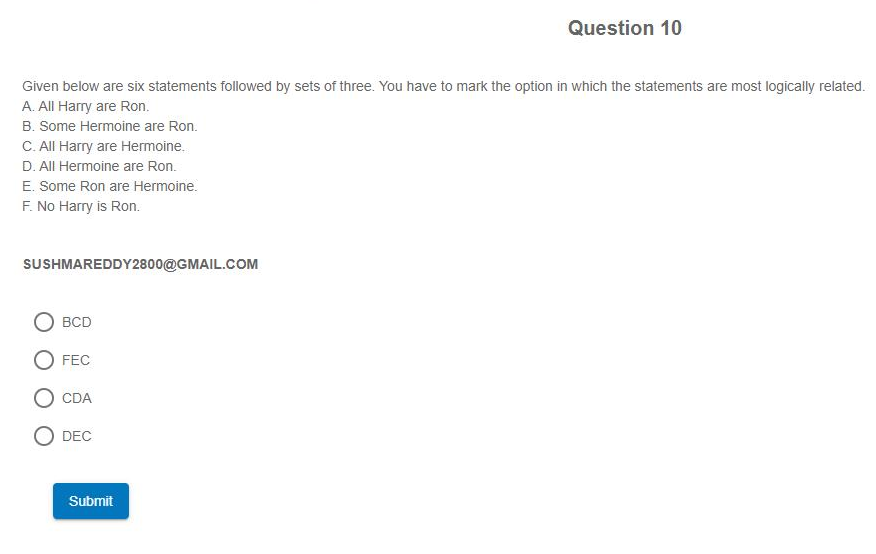 Question 10
Given below are six statements followed by sets of three. You have to mark the option in which the statements are most logically related.
A. All Harry are Ron.
B. Some Hermoine are Ron.
C. All Harry are Hermoine.
D. All Hermoine are Ron.
E. Some Ron are Hermoine.
F. No Harry is Ron.
SUSHMAREDDY2800@GMAIL.COM
BCD
FEC
CDA
DEC
Submit